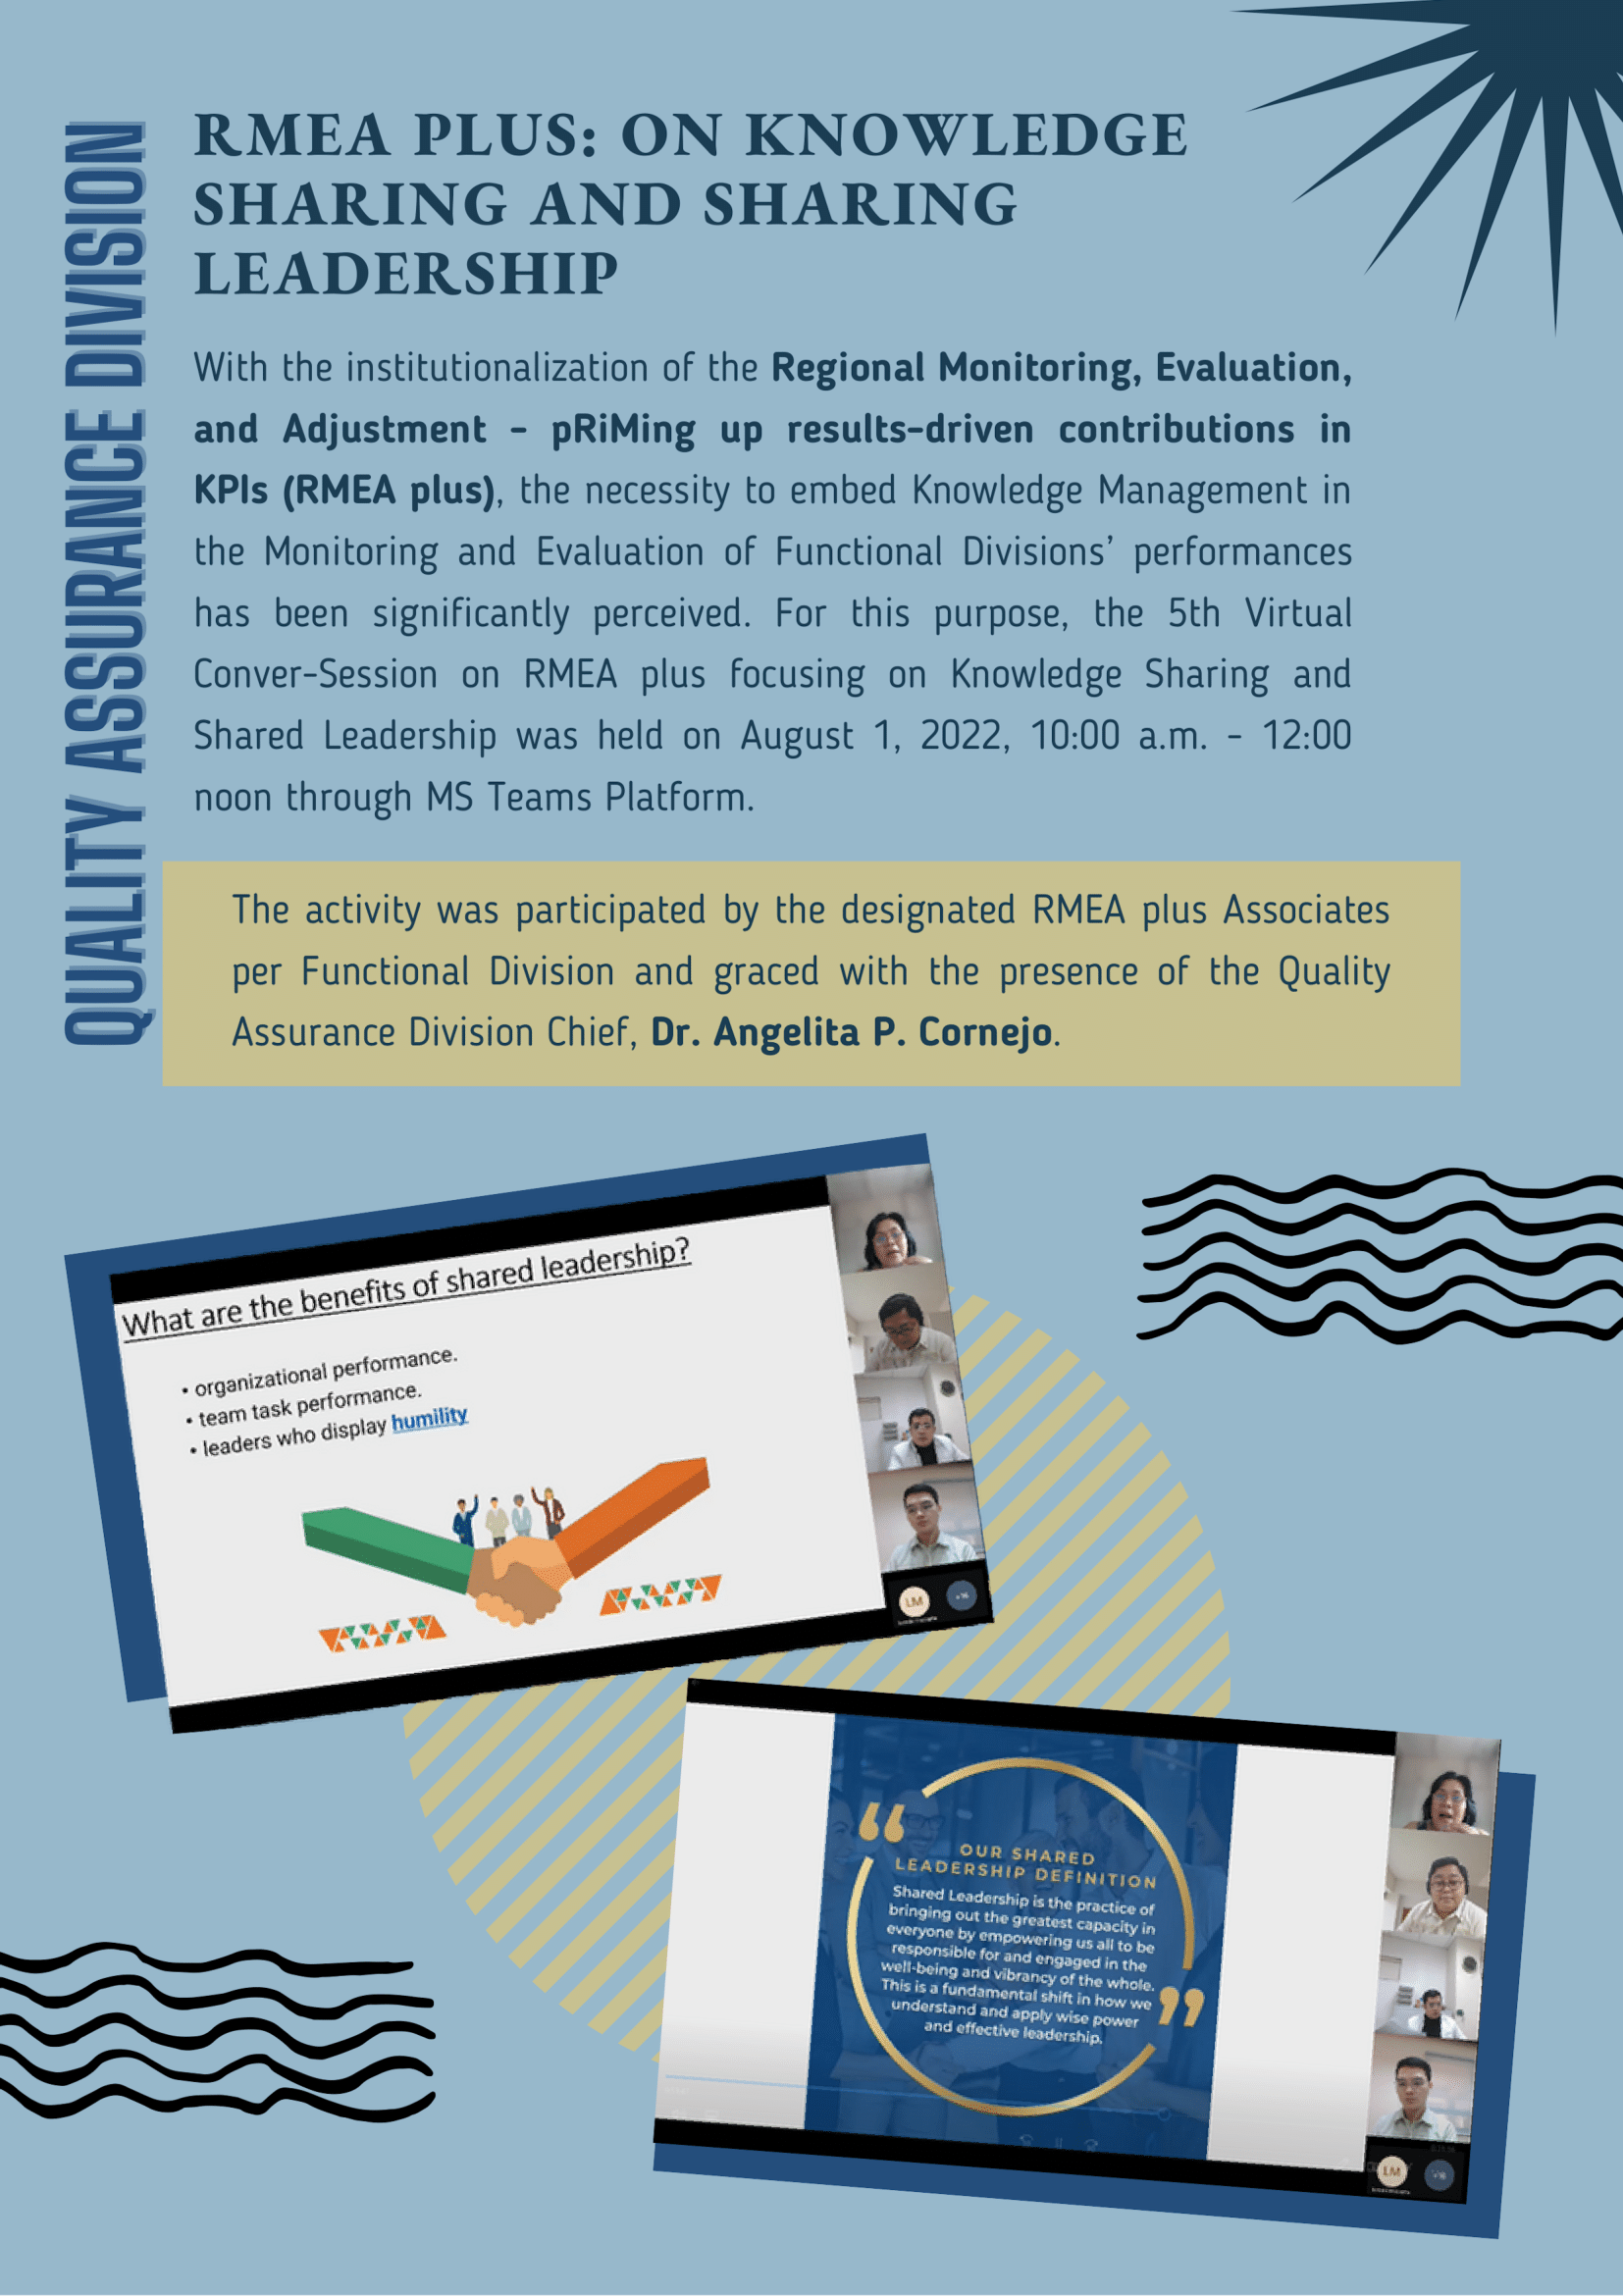 QUALITY ASSURANCE DIVISION
RMEA PLUS: ON KNOWLEDGE
SHARING AND SHARING
LEADERSHIP
With the institutionalization of the Regional Monitoring, Evaluation,
and Adjustment - pRiMing up results-driven contributions in
KPIs (RMEA plus), the necessity to embed Knowledge Management in
the Monitoring and Evaluation of Functional Divisions' performances
has been significantly perceived. For this purpose, the 5th Virtual
Conver-Session on RMEA plus focusing on Knowledge Sharing and
Shared Leadership was held on August 1, 2022, 10:00 a.m. - 12:00
noon through MS Teams Platform.
The activity was participated by the designated RMEA plus Associates
per Functional Division and graced with the presence of the Quality
Assurance Division Chief, Dr. Angelita P. Cornejo.
What are the benefits of shared leadership?
• organizational performance.
• team task performance.
• leaders who display humility
LM
“
OUR SHARED
LEADERSHIP DEFINITION
Shared Leadership is the practice of
bringing out the greatest capacity in
everyone by empowering us all to be
responsible for and engaged in the
well-being and vibrancy of the whole.
This is a fundamental shift in how we
understand and apply wise power
and effective leadership.
”
LM